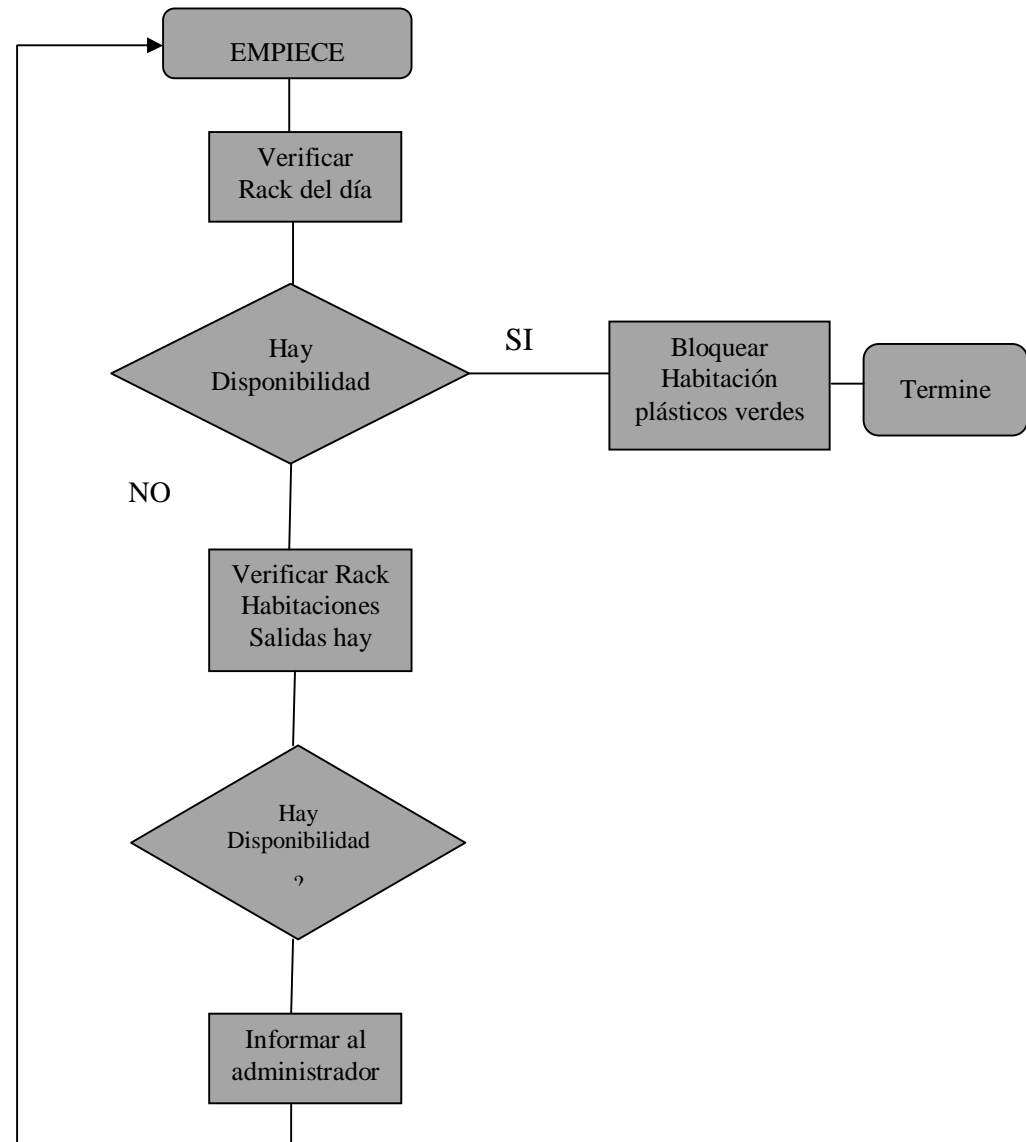 EMPIECE
Verificar
Rack del día
Hay
Disponibilidad
SI
Bloquear
Habitación
plásticos verdes
Termine
NO
Verificar Rack
Habitaciones
Salidas hay
Hay
Disponibilidad
?
Informar al
administrador